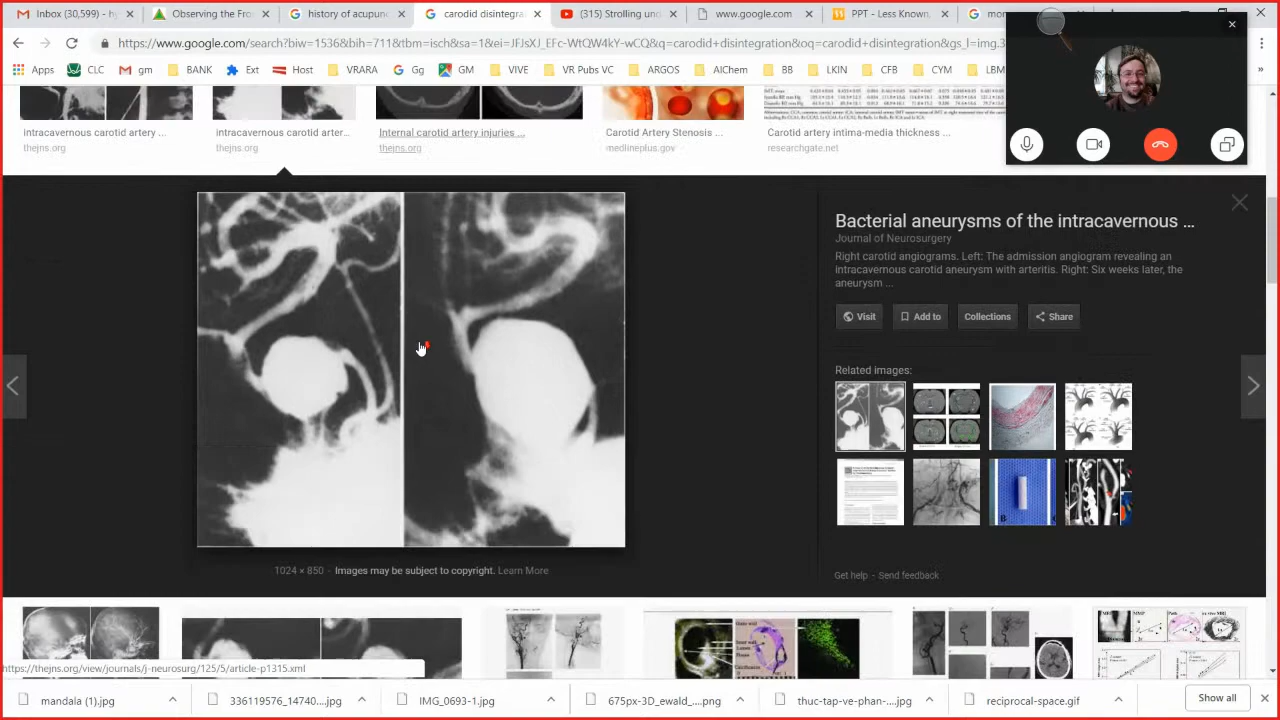 Inbox (30,599) - h
Observing the Fros
history of acupunc
carodid disintegra
(315) Strolling und
www.google.com
PPT - Less Known,
mor
https://www.google.com/search?biw=1536&bih=711&tbm=isch&sa=1&ei=JFJsXJ_EFc-WtQW4kY-wCQ&q=carodid+disintegration&oq=carodid+disintegration&gs_l=img.3
Apps CLC gm BANK Ext Host VRARA Gg GM VIVE VR Pubs VC ARGOS AIChem BB LKIN CFB CYM LBM »
Intracavernous carotid artery ...
thejns.org
intracavernous carotid arter...
thejns.org
Internal carotid artery injuries ...
thejns.org
Carotid Artery Stenosis ...
medlineplus.gov
Carotid artery intima-media thickness ...
researchgate.net
Bacterial aneurysms of the intracavernous ...
Journal of Neurosurgery
Right carotid angiograms. Left: The admission angiogram revealing an
intracavernous carotid aneurysm with arteritis. Right: Six weeks later, the
aneurysm ...
Visit Add to Collections Share
Related images:
B
1024 × 850 - Images may be subject to copyright. Learn More
Get help - Send feedback
https://thejns.org/view/journals/j-neurosurg/125/5/article-p1315.xml
mandala (1).jpg
336119576_14740....jpg
IMG_0693-1.jpg
675px-3D_ewald_....png
thuc-tap-ve-phan-....jpg
reciprocal-space.gif
Show all